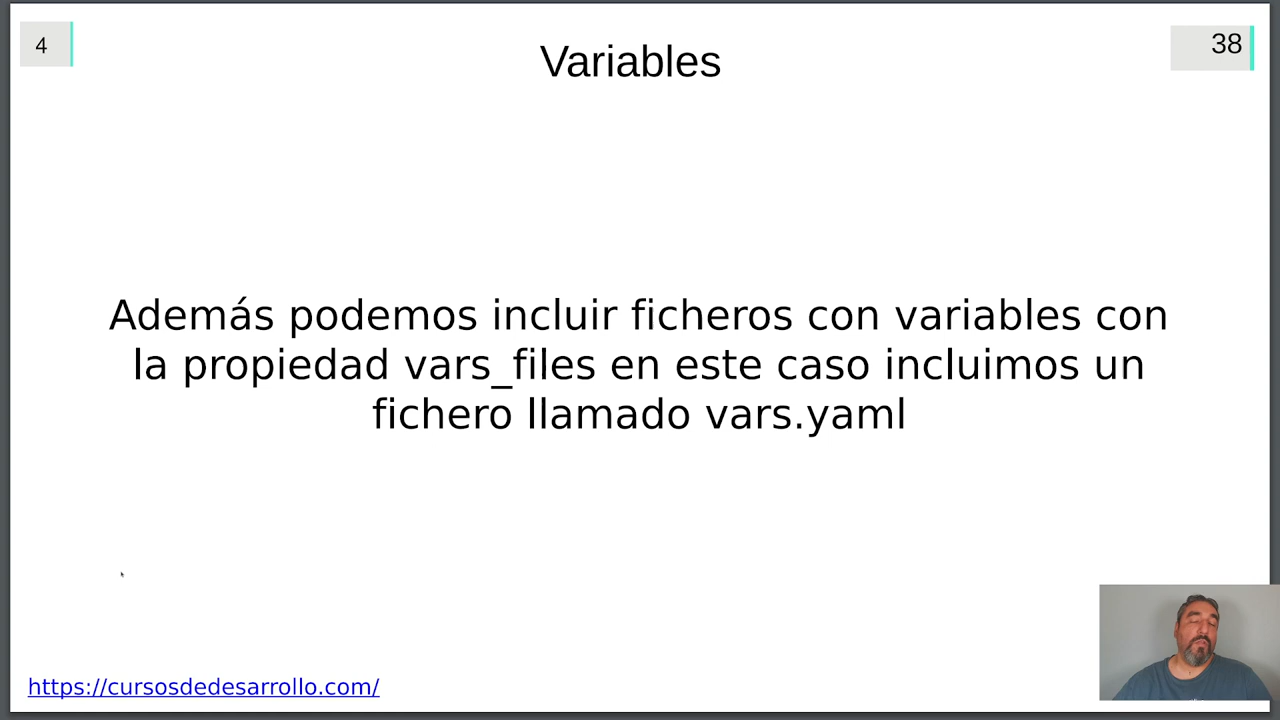 4
38
Variables
Además podemos incluir ficheros con variables con
la propiedad vars_files en este caso incluimos un
fichero llamado vars.yaml
https://cursosdedesarrollo.com/